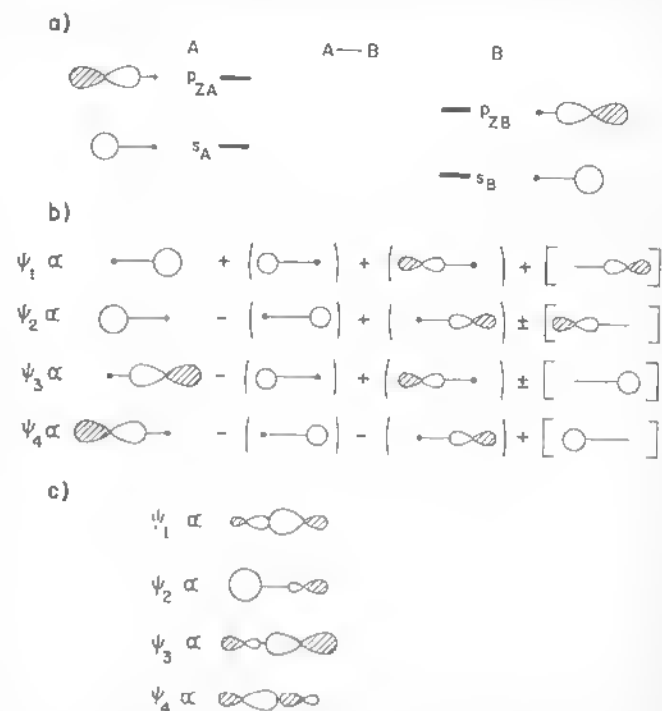 a)
A A—B B
p_ZA
p_ZB
s_A
s_B
b)
ψ₁ ∝ + ( ) + ( ) + [ ]
ψ₂ ∝ - ( ) + ( ) ± [ ]
ψ₃ ∝ - ( ) + ( ) ± [ ]
ψ₄ ∝ - ( ) - ( ) + [ ]
c)
ψ₁ ∝
ψ₂ ∝
ψ₃ ∝
ψ₄ ∝